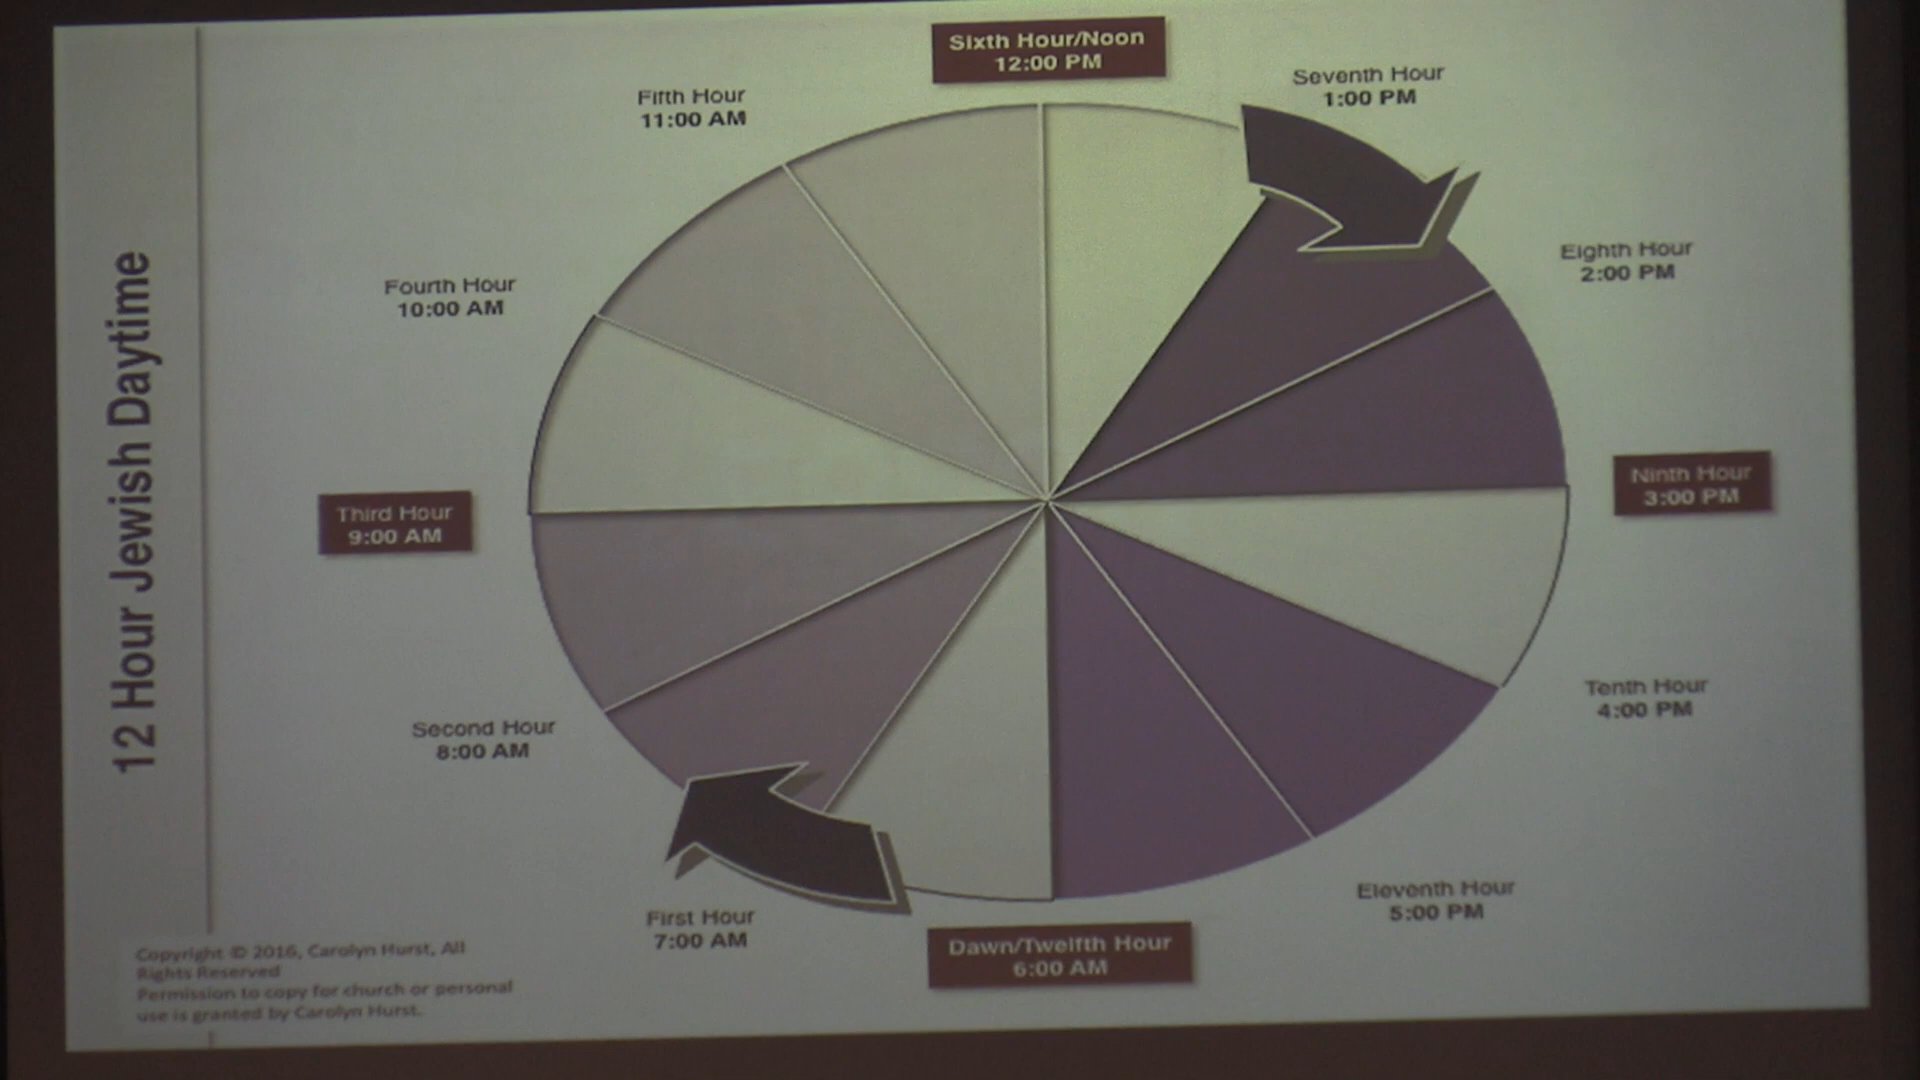 12 Hour Jewish Daytime
Sixth Hour/Noon
12:00 PM
Seventh Hour
1:00 PM
Eighth Hour
2:00 PM
Ninth Hour
3:00 PM
Tenth Hour
4:00 PM
Eleventh Hour
5:00 PM
Dawn/Twelfth Hour
6:00 AM
First Hour
7:00 AM
Second Hour
8:00 AM
Third Hour
9:00 AM
Fourth Hour
10:00 AM
Fifth Hour
11:00 AM
Copyright © 2016, Carolyn Hurst, All
Rights Reserved
Permission to copy for church or personal
use is granted by Carolyn Hurst.